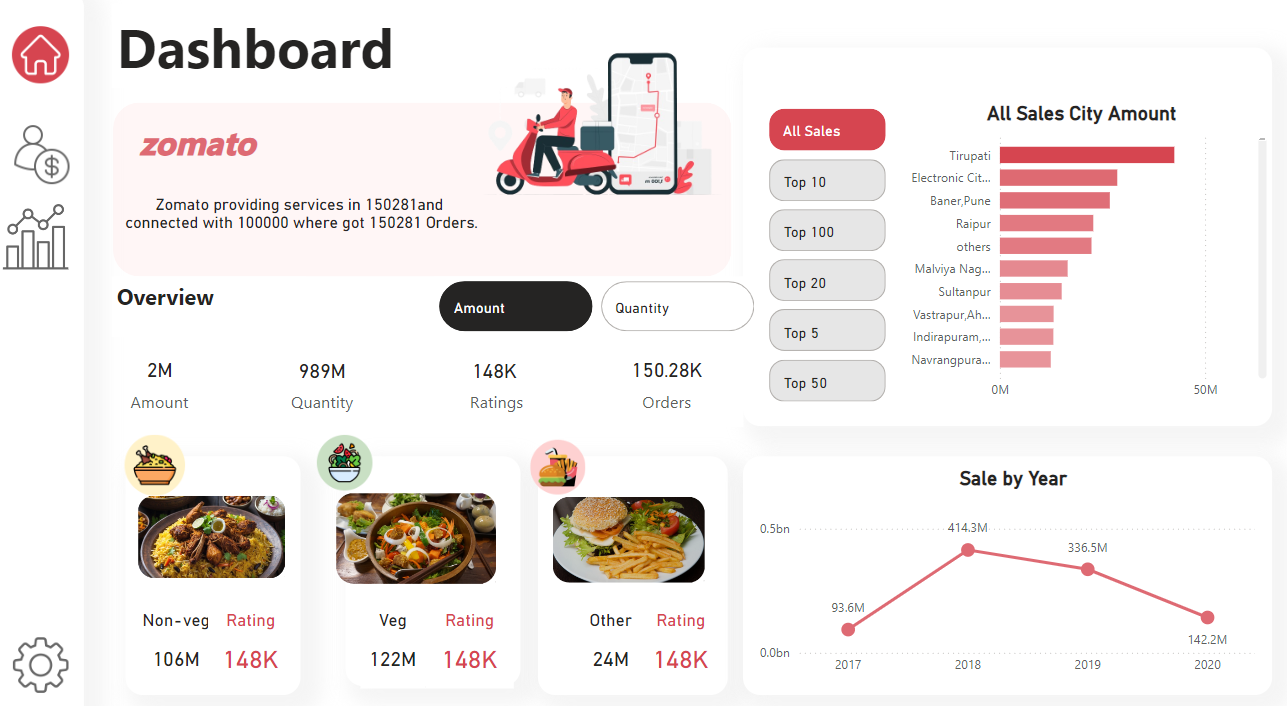 Dashboard
zomato
Zomato providing services in 150281and
connected with 100000 where got 150281 Orders.
Overview
Amount
Quantity
2M
Amount
989M
Quantity
148K
Ratings
150.28K
Orders
Non-veg
Rating
106M
148K
Veg
Rating
122M
148K
Other
Rating
24M
148K
All Sales
Top 10
Top 100
Top 20
Top 5
Top 50
All Sales City Amount
Tirupati
Electronic Cit...
Baner,Pune
Raipur
others
Malviya Nag...
Sultanpur
Vastrapur,Ah...
Indirapuram,...
Navrangpura...
0M
50M
Sale by Year
0.5bn
0.0bn
93.6M
414.3M
336.5M
142.2M
2017
2018
2019
2020